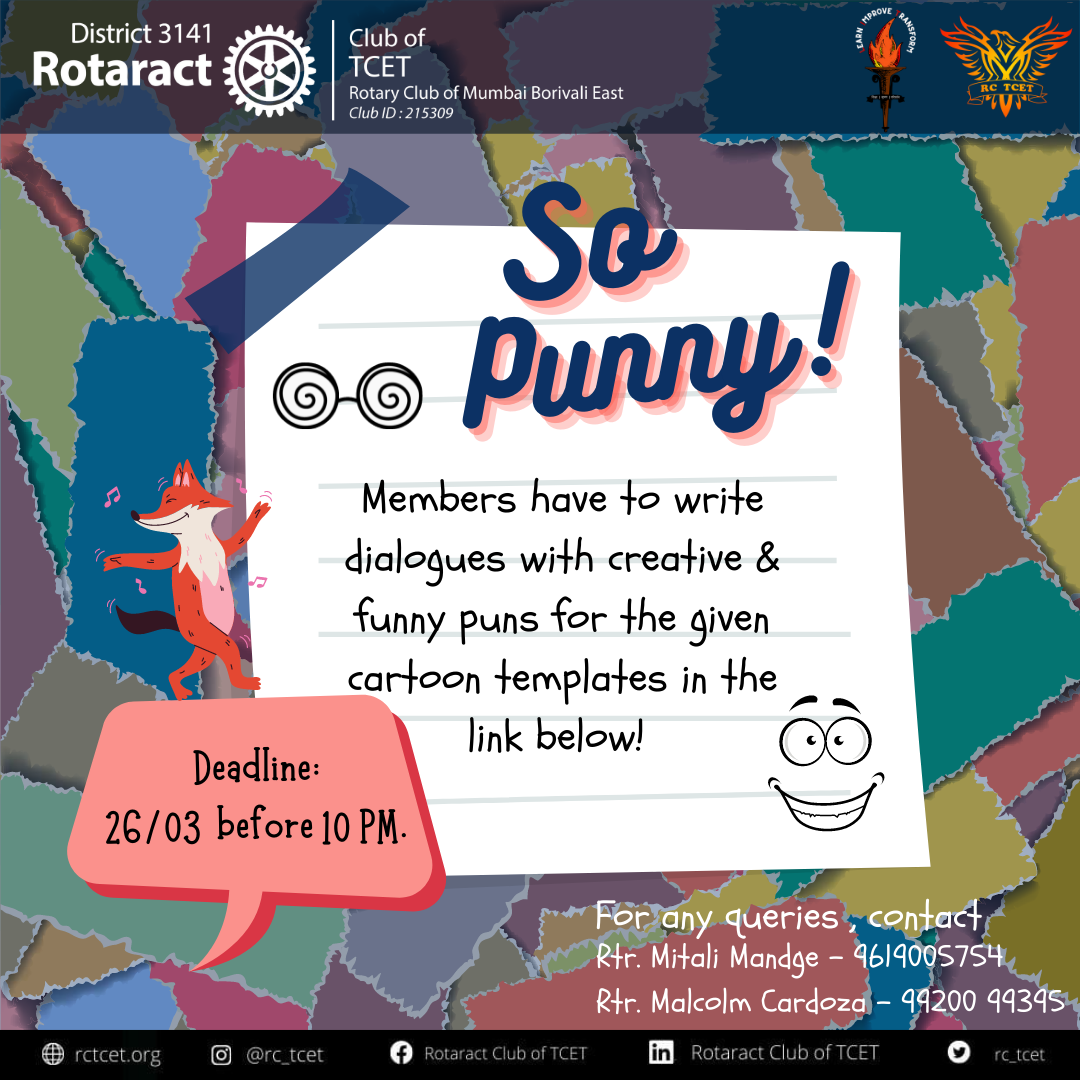 District 3141
Rotaract
Club of
TCET
Rotary Club of Mumbai Borivali East
Club ID : 215309
LEARN IMPROVE TRANSFORM
RC TCET
So
Punny!
Members have to write
dialogues with creative &
funny puns for the given
cartoon templates in the
link below!
Deadline:
26/03 before 10 PM.
For any queries , contact
Rtr. Mitali Mandge - 9619005754
Rtr. Malcolm Cardoza - 99200 99395
rctcet.org @rc_tcet Rotaract Club of TCET Rotaract Club of TCET rc_tcet